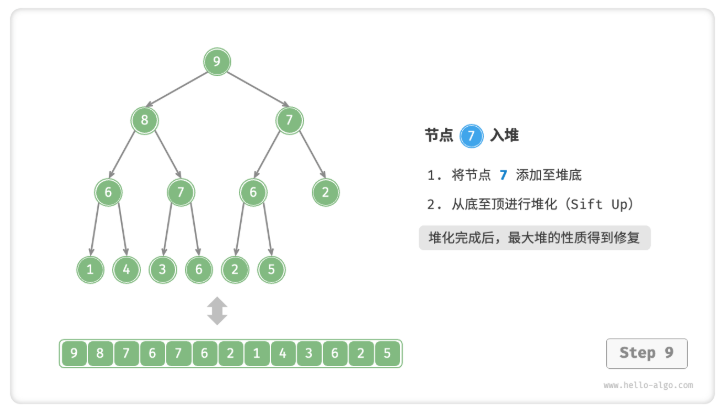 9
8 7
6 7 6 2
1 4 3 6 2 5
9 8 7 6 7 6 2 1 4 3 6 2 5
节点 7 入堆
1. 将节点 7 添加至堆底
2. 从底至顶进行堆化（Sift Up）
堆化完成后，最大堆的性质得到修复
Step 9
www.hello-algo.com